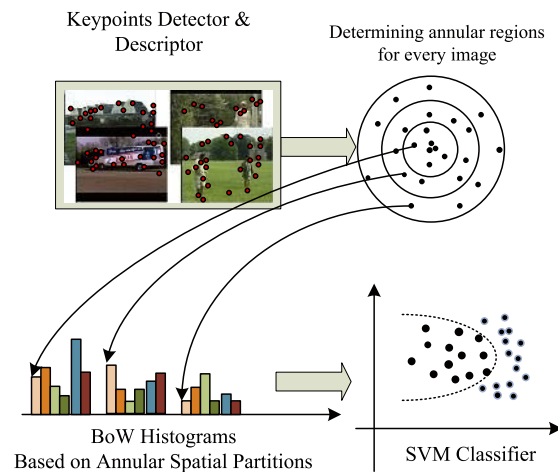 Keypoints Detector &
Descriptor
Determining annular regions
for every image
BoW Histograms
Based on Annular Spatial Partitions
SVM Classifier